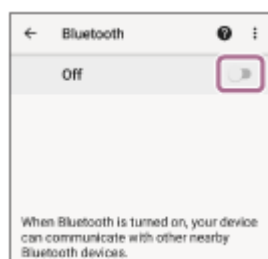 Bluetooth
Off
When Bluetooth is turned on, your device
can communicate with other nearby
Bluetooth devices.